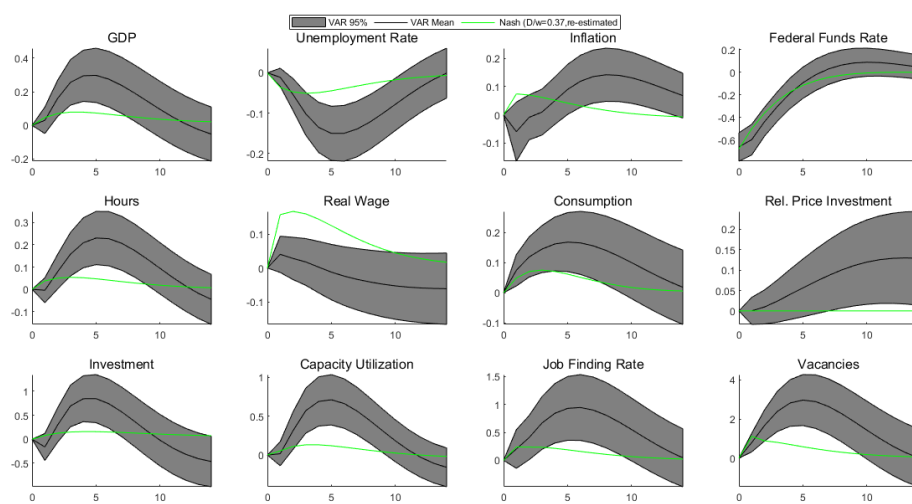 VAR 95% VAR Mean Nash (D/w=0.37,re-estimated
GDP Unemployment Rate Inflation Federal Funds Rate
0.4
0.2
0
0.2
0 5 10
0
-0.1
-0.2
0 5 10
0.2
0.1
0
0.1
0 5 10
0.2
0
-0.2
-0.4
-0.6
0 5 10
Hours Real Wage Consumption Rel. Price Investment
0.3
0.2
0.1
0
-0.1
0 5 10
0.1
0
-0.1
0 5 10
0.2
0.1
0
-0.1
0 5 10
0.2
0.15
0.1
0.05
0
0 5 10
Investment Capacity Utilization Job Finding Rate Vacancies
1
0.5
0
-0.5
0 5 10
1
0.5
0
0 5 10
1.5
1
0.5
0
0 5 10
4
2
0
0 5 10